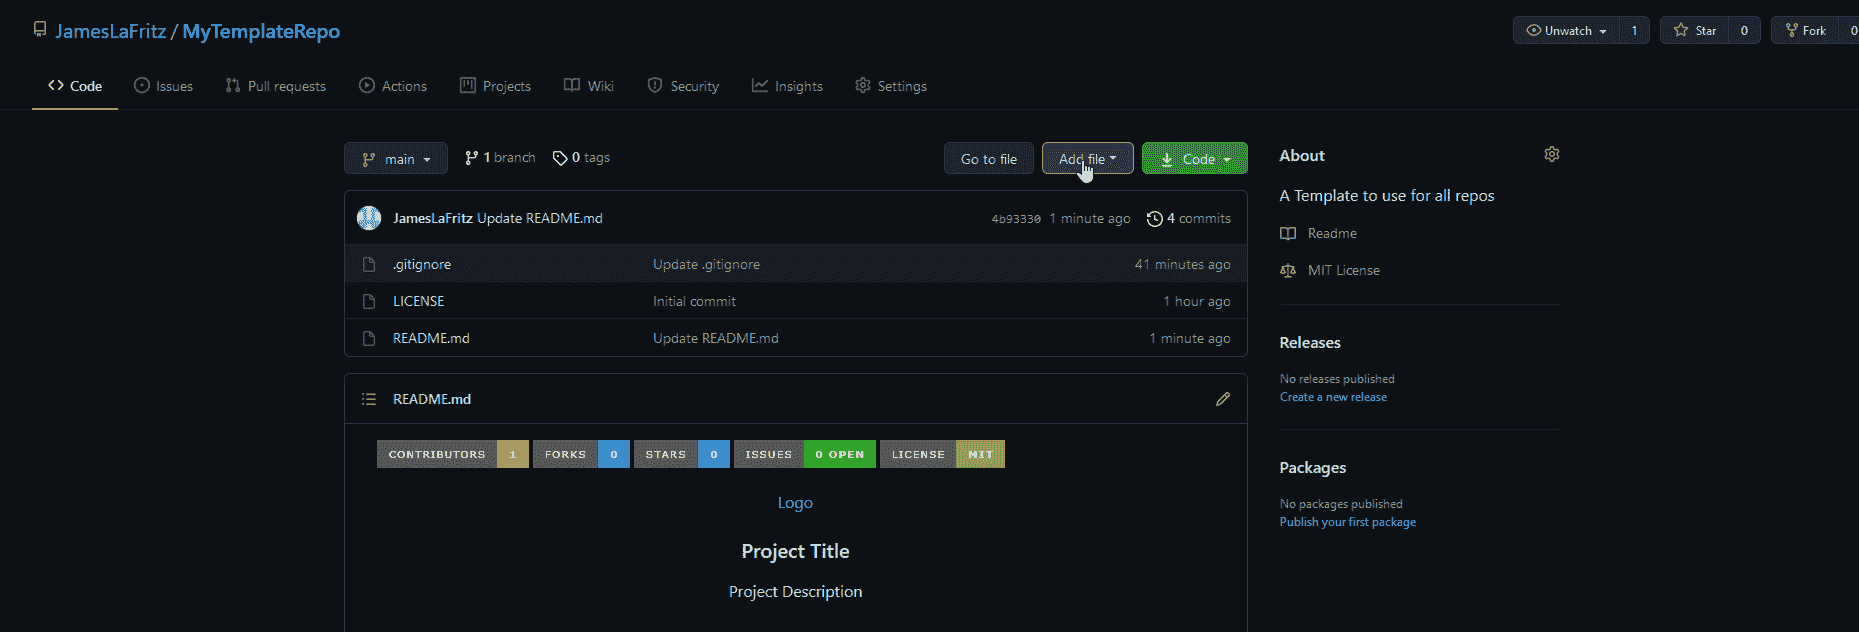 JamesLaFritz / MyTemplateRepo
Unwatch 1 Star 0 Fork 0
Code Issues Pull requests Actions Projects Wiki Security Insights Settings
main 1 branch 0 tags Go to file Add file Code
JamesLaFritz Update README.md 4b93330 1 minute ago 4 commits
.gitignore Update .gitignore 41 minutes ago
LICENSE Initial commit 1 hour ago
README.md Update README.md 1 minute ago
README.md
CONTRIBUTORS 1 FORKS 0 STARS 0 ISSUES 0 OPEN LICENSE MIT
Logo
Project Title
Project Description
About
A Template to use for all repos
Readme
MIT License
Releases
No releases published
Create a new release
Packages
No packages published
Publish your first package